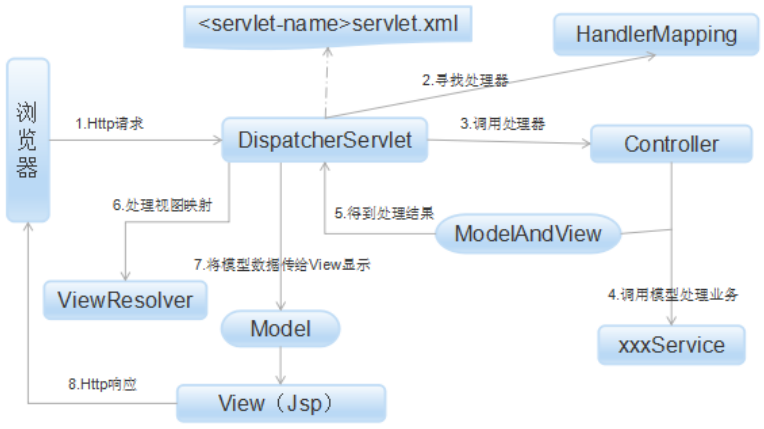 <servlet-name>servlet.xml
HandlerMapping
2.寻找处理器
浏览器
1.Http请求
DispatcherServlet
3.调用处理器
Controller
6.处理视图映射
5.得到处理结果
ModelAndView
7.将模型数据传给View显示
ViewResolver
4.调用模型处理业务
Model
xxxService
8.Http响应
View（Jsp）